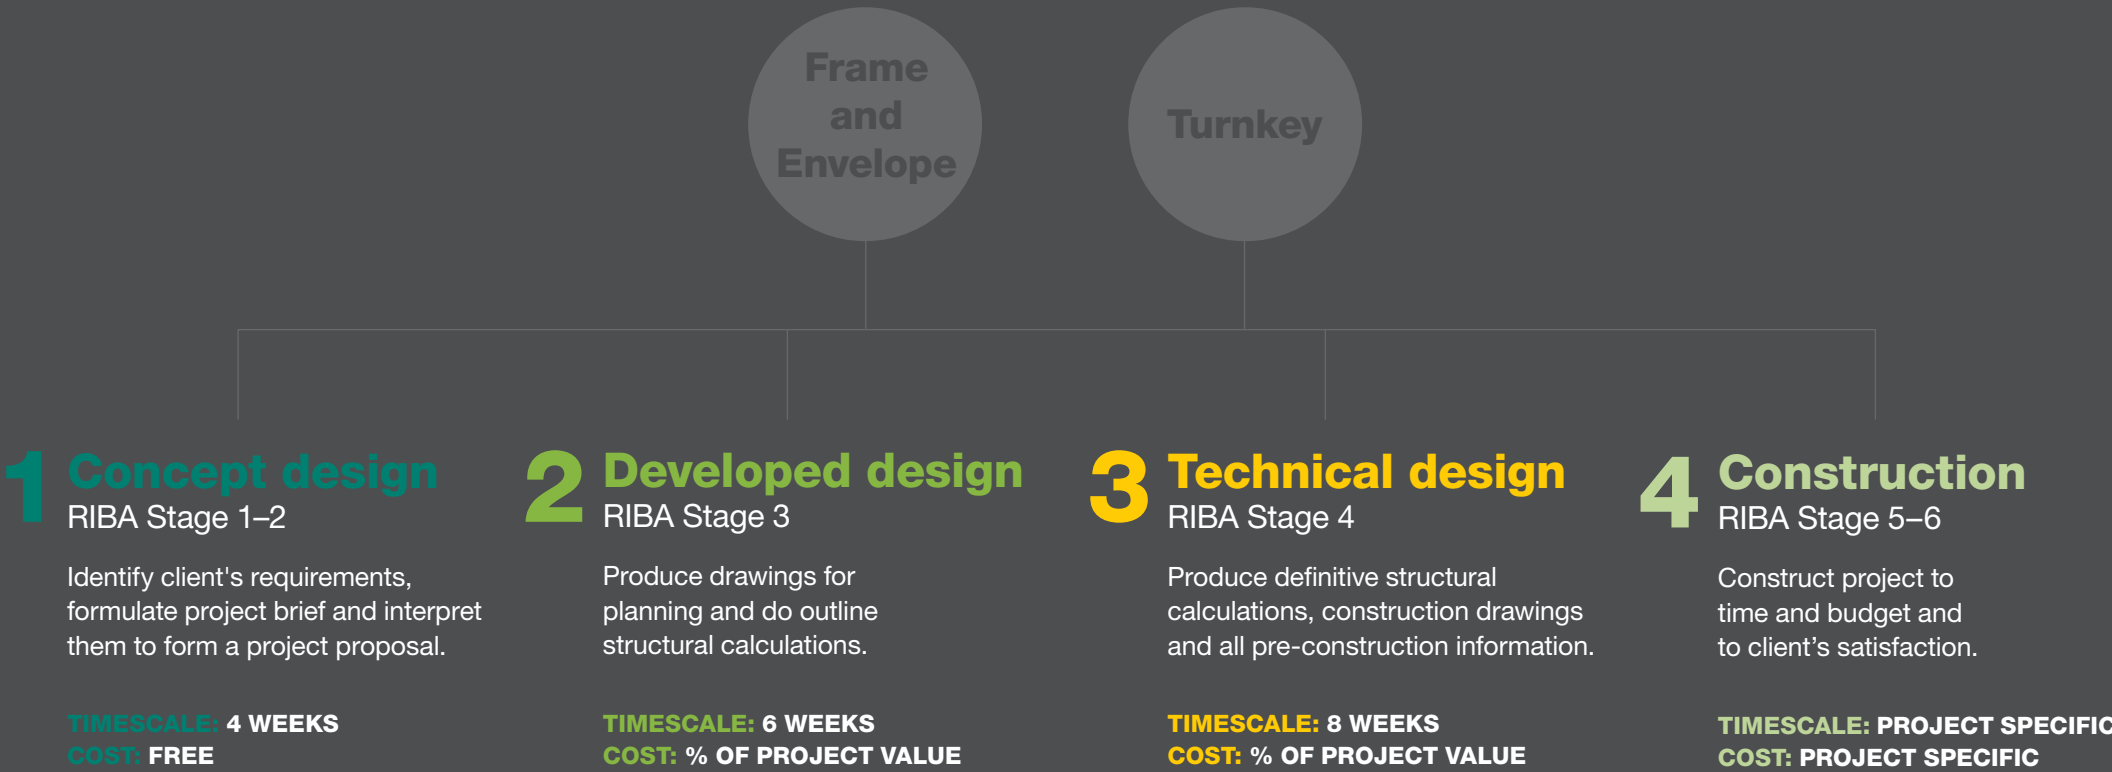 Frame
and
Envelope
Turnkey
1 Concept design
RIBA Stage 1–2
Identify client's requirements,
formulate project brief and interpret
them to form a project proposal.
TIMESCALE: 4 WEEKS
COST: FREE
2 Developed design
RIBA Stage 3
Produce drawings for
planning and do outline
structural calculations.
TIMESCALE: 6 WEEKS
COST: % OF PROJECT VALUE
3 Technical design
RIBA Stage 4
Produce definitive structural
calculations, construction drawings
and all pre-construction information.
TIMESCALE: 8 WEEKS
COST: % OF PROJECT VALUE
4 Construction
RIBA Stage 5–6
Construct project to
time and budget and
to client’s satisfaction.
TIMESCALE: PROJECT SPECIFIC
COST: PROJECT SPECIFIC